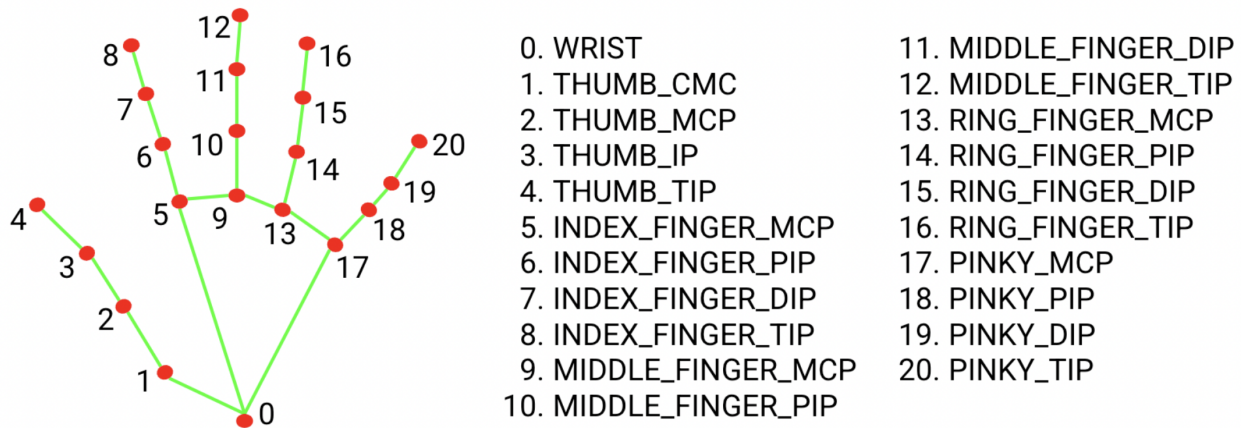 12
8
16
11
7
15
10
20
6
14
19
4
5
9
18
13
3
17
2
1
0
0. WRIST
1. THUMB_CMC
2. THUMB_MCP
3. THUMB_IP
4. THUMB_TIP
5. INDEX_FINGER_MCP
6. INDEX_FINGER_PIP
7. INDEX_FINGER_DIP
8. INDEX_FINGER_TIP
9. MIDDLE_FINGER_MCP
10. MIDDLE_FINGER_PIP
11. MIDDLE_FINGER_DIP
12. MIDDLE_FINGER_TIP
13. RING_FINGER_MCP
14. RING_FINGER_PIP
15. RING_FINGER_DIP
16. RING_FINGER_TIP
17. PINKY_MCP
18. PINKY_PIP
19. PINKY_DIP
20. PINKY_TIP